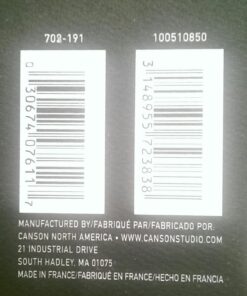 702-191
100510850
0 30674 07611 7
3 148955 723838
MANUFACTURED BY/FABRIQUÉ PAR/FABRICADO POR:
CANSON NORTH AMERICA • WWW.CANSONSTUDIO.COM
21 INDUSTRIAL DRIVE
SOUTH HADLEY, MA 01075
MADE IN FRANCE/FABRIQUÉ EN FRANCE/HECHO EN FRANCIA